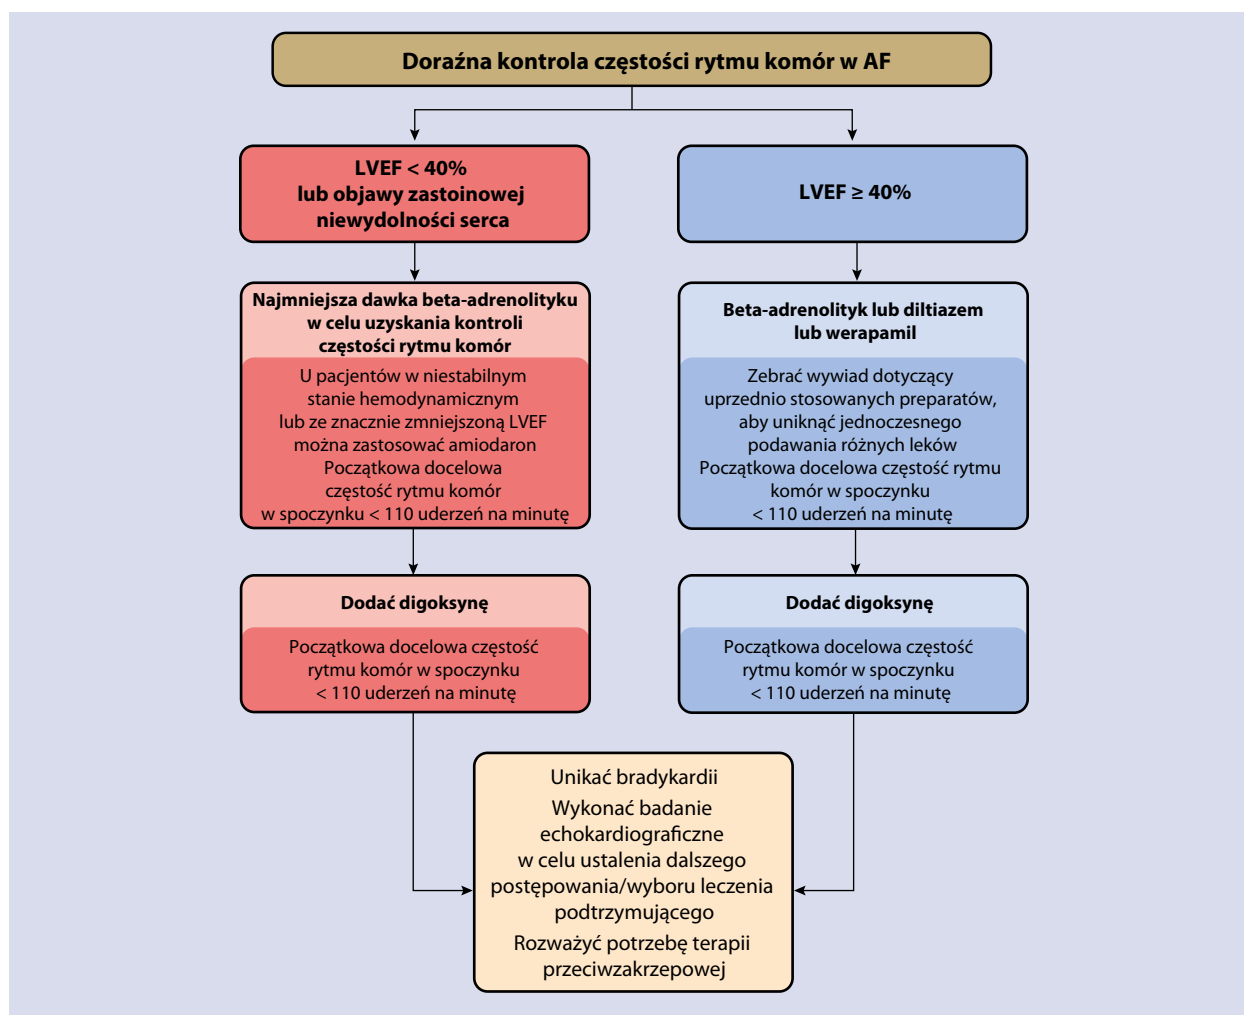 Doraźna kontrola częstości rytmu komór w AF
LVEF < 40%
lub objawy zastoinowej
niewydolności serca
LVEF ≥ 40%
Najmniejsza dawka beta-adrenolityku
w celu uzyskania kontroli
częstości rytmu komór
U pacjentów w niestabilnym
stanie hemodynamicznym
lub ze znacznie zmniejszoną LVEF
można zastosować amiodaron
Początkowa docelowa
częstość rytmu komór
w spoczynku < 110 uderzeń na minutę
Beta-adrenolityk lub diltiazem
lub werapamil
Zebrać wywiad dotyczący
uprzednio stosowanych preparatów,
aby uniknąć jednoczesnego
podawania różnych leków
Początkowa docelowa częstość rytmu
komór w spoczynku
< 110 uderzeń na minutę
Dodać digoksynę
Początkowa docelowa częstość
rytmu komór w spoczynku
< 110 uderzeń na minutę
Dodać digoksynę
Początkowa docelowa częstość
rytmu komór w spoczynku
< 110 uderzeń na minutę
Unikać bradykardii
Wykonać badanie
echokardiograficzne
w celu ustalenia dalszego
postępowania/wyboru leczenia
podtrzymującego
Rozważyć potrzebę terapii
przeciwzakrzepowej